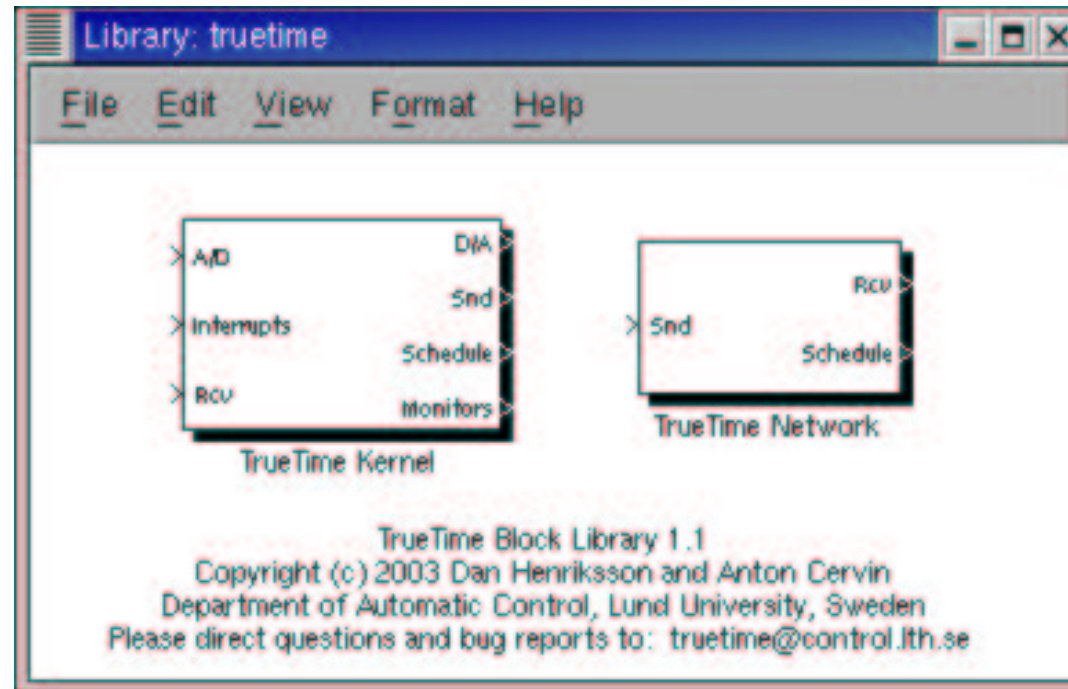 Library: truetime
File Edit View Format Help
A/D
Interrupts
Rcv
D/A
Snd
Schedule
Monitors
TrueTime Kernel
Snd
Rcv
Schedule
TrueTime Network
TrueTime Block Library 1.1
Copyright (c) 2003 Dan Henriksson and Anton Cervin
Department of Automatic Control, Lund University, Sweden
Please direct questions and bug reports to: truetime@control.lth.se